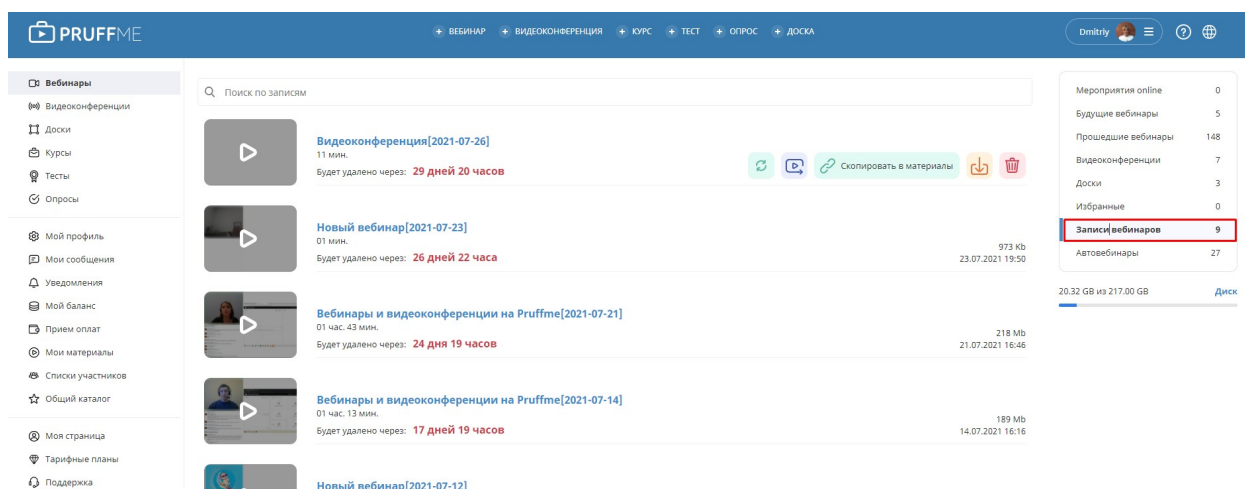 PRUFFME
ВЕБИНАР ВИДЕОКОНФЕРЕНЦИЯ КУРС ТЕСТ ОПРОС ДОСКА
Dmitriy
Вебинары
Видеоконференции
Доски
Курсы
Тесты
Опросы
Мой профиль
Мои сообщения
Уведомления
Мой баланс
Прием оплат
Мои материалы
Списки участников
Общий каталог
Моя страница
Тарифные планы
Поддержка
Поиск по записям
Видеоконференция[2021-07-26]
11 мин.
Будет удалено через: 29 дней 20 часов
Скопировать в материалы
Новый вебинар[2021-07-23]
01 мин.
Будет удалено через: 26 дней 22 часа
973 Kb
23.07.2021 19:50
Вебинары и видеоконференции на Pruffme[2021-07-21]
01 час. 43 мин.
Будет удалено через: 24 дня 19 часов
218 Mb
21.07.2021 16:46
Вебинары и видеоконференции на Pruffme[2021-07-14]
01 час. 13 мин.
Будет удалено через: 17 дней 19 часов
189 Mb
14.07.2021 16:16
Новый вебинар[2021-07-12]
Мероприятия online 0
Будущие вебинары 5
Прошедшие вебинары 148
Видеоконференции 7
Доски 3
Избранные 0
Записи вебинаров 9
Автовебинары 27
20.32 GB из 217.00 GB Диск